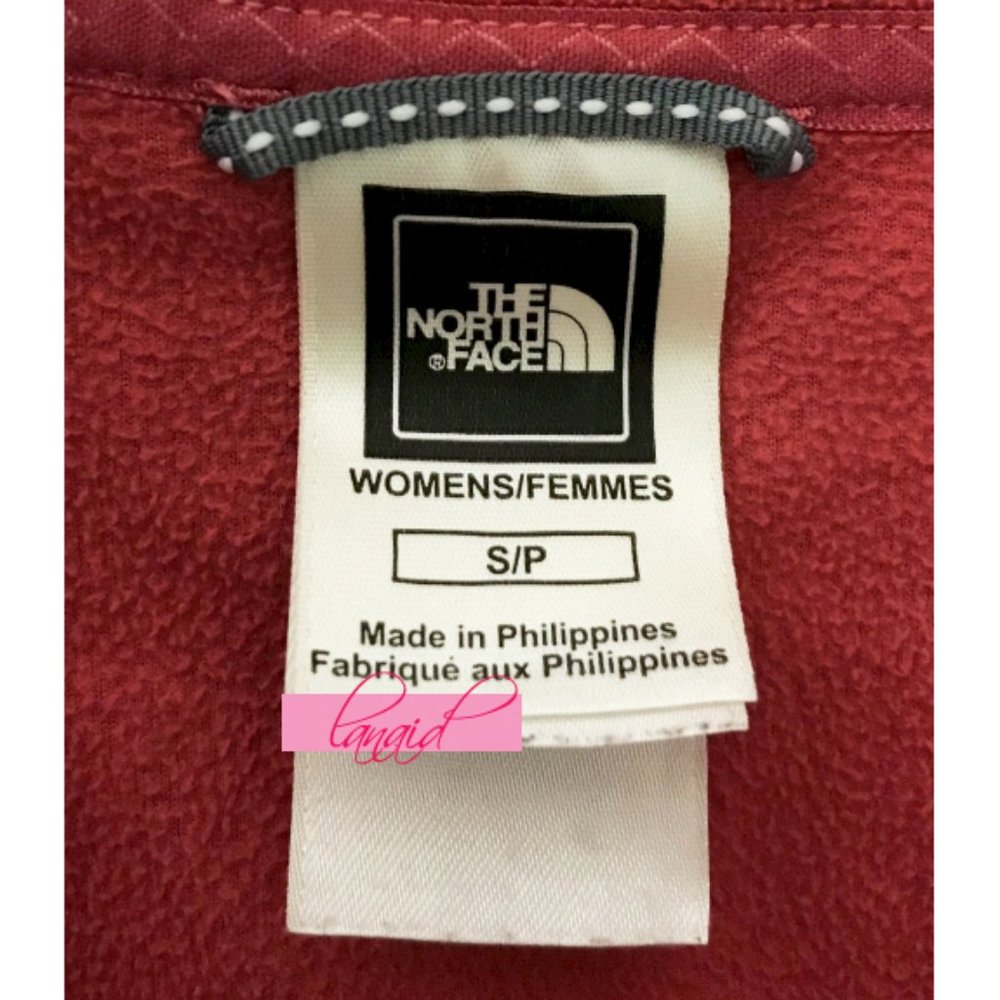 THE
NORTH
®FACE
WOMENS/FEMMES
S/P
Made in Philippines
Fabriqué aux Philippines
lanaid